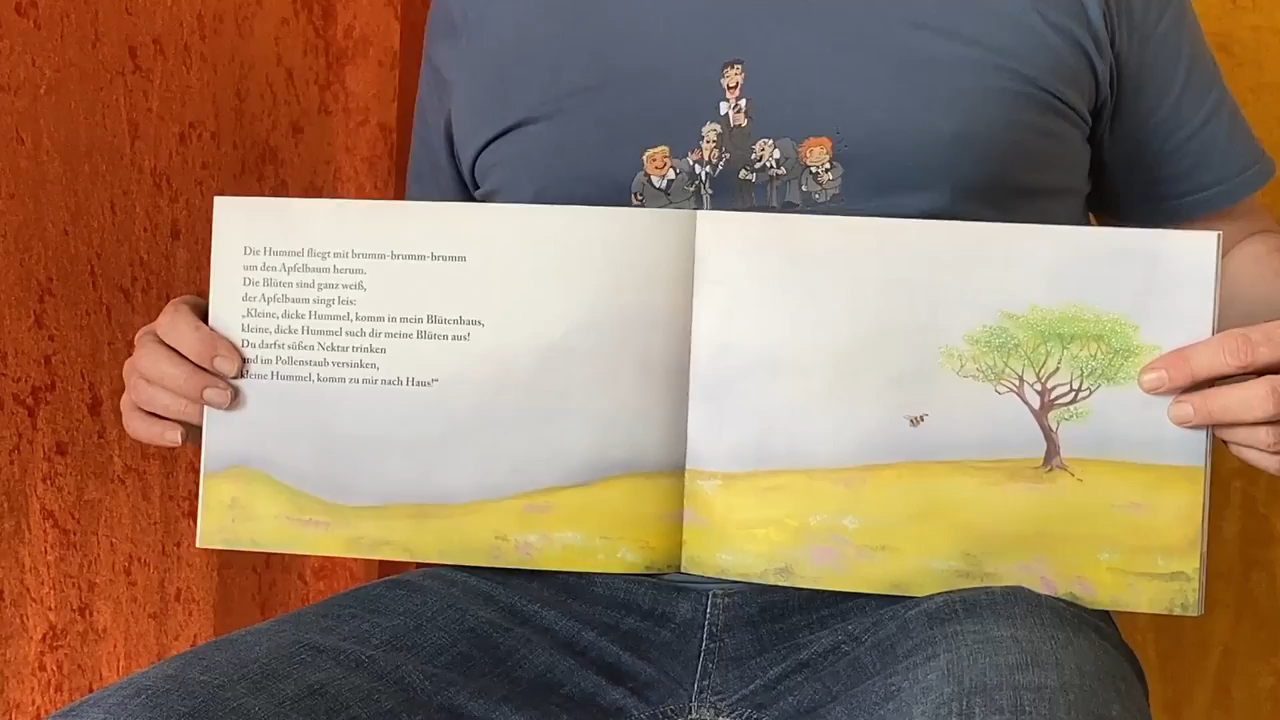 Die Hummel fliegt mit brumm-brumm-brumm
um den Apfelbaum herum.
Die Blüten sind ganz weiß,
der Apfelbaum singt leis:
„Kleine, dicke Hummel, komm in mein Blütenhaus,
kleine, dicke Hummel such dir meine Blüten aus!
Du darfst süßen Nektar trinken
und im Pollenstaub versinken,
kleine Hummel, komm zu mir nach Haus!“